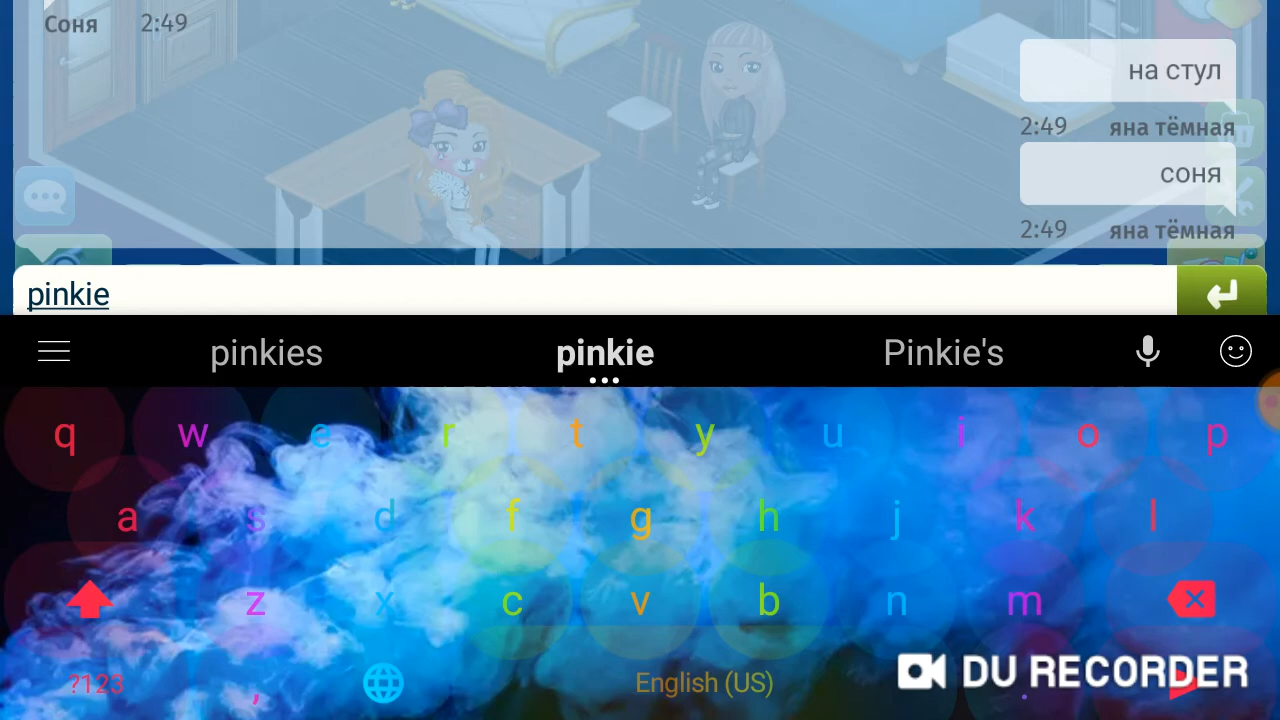 Соня 2:49
на стул
2:49 яна тёмная
соня
2:49 яна тёмная
pinkie
pinkies pinkie Pinkie's
q w e r t y u i o p
a s d f g h j k l
z x c v b n m
?123 , English (US) .
DU RECORDER